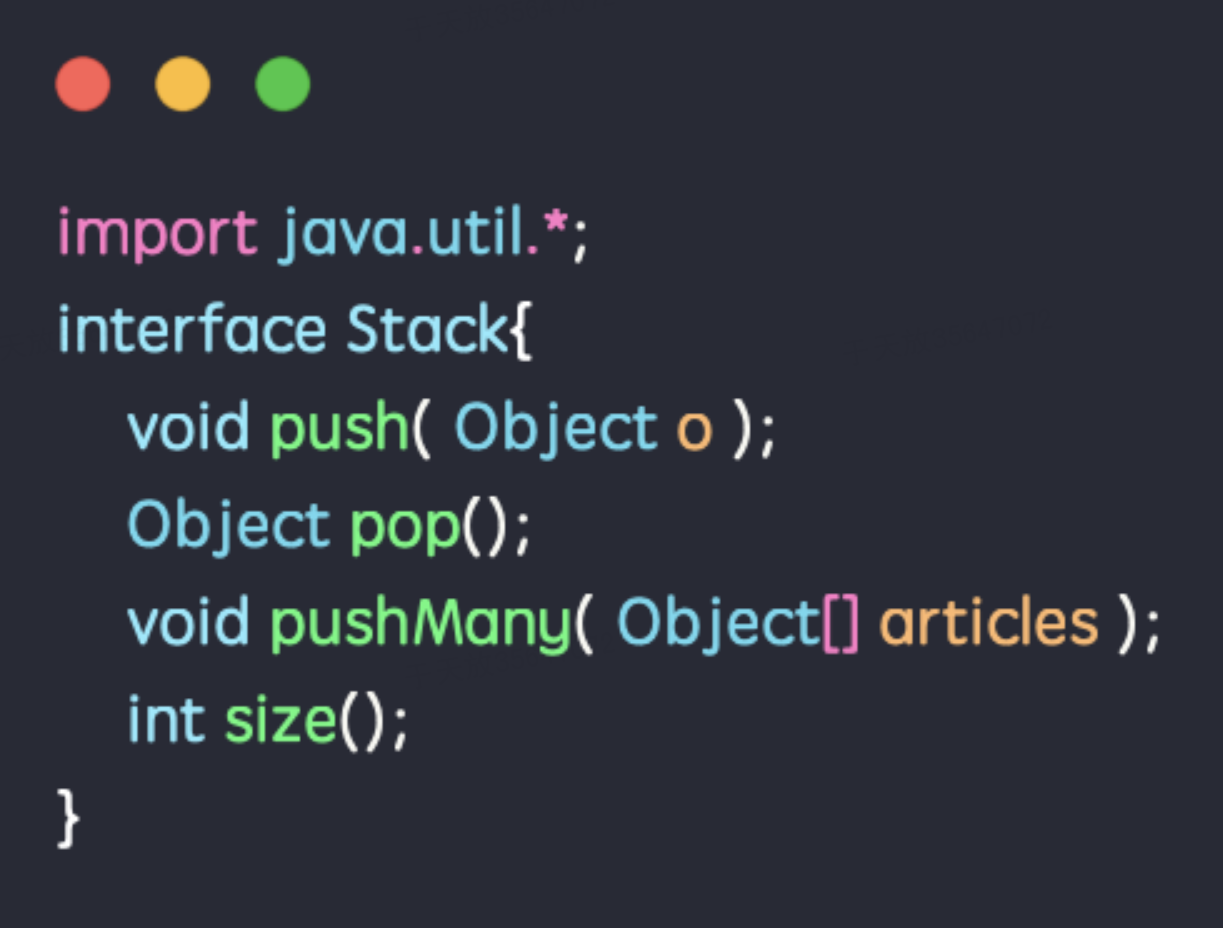 import java.util.*;
interface Stack{
void push( Object o );
Object pop();
void pushMany( Object[] articles );
int size();
}